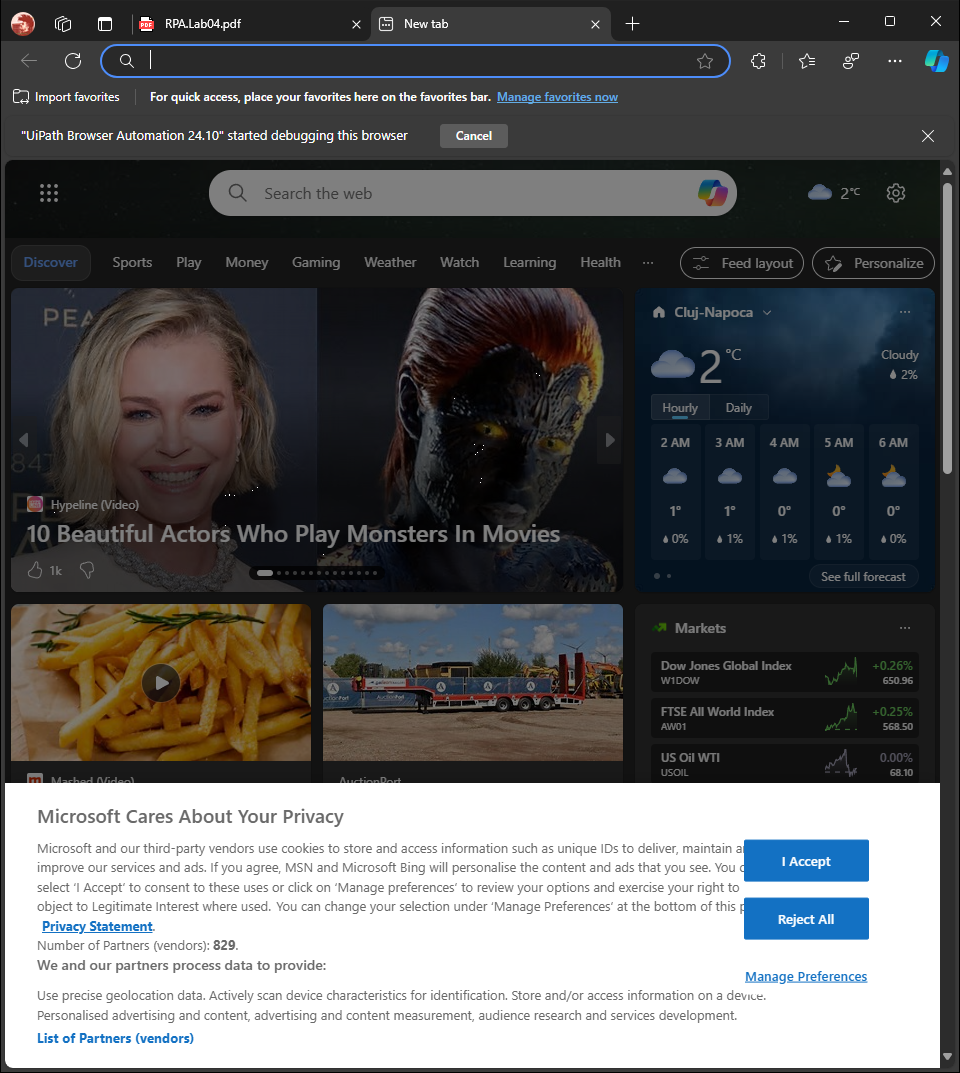 RPA.Lab04.pdf
New tab
Import favorites
For quick access, place your favorites here on the favorites bar. Manage favorites now
"UiPath Browser Automation 24.10" started debugging this browser
Cancel
Search the web
2°C
Discover
Sports
Play
Money
Gaming
Weather
Watch
Learning
Health
...
Feed layout
Personalize
PEA
84T
Hypeline (Video)
10 Beautiful Actors Who Play Monsters In Movies
1k
Cluj-Napoca
...
2°C
Cloudy
2%
Hourly
Daily
2 AM 3 AM 4 AM 5 AM 6 AM
1° 1° 0° 0° 0°
0% 1% 1% 1% 0%
See full forecast
Mashed (Video)
AuctionPort
Markets
...
Dow Jones Global Index +0.26%
W1DOW 650.96
FTSE All World Index +0.25%
AW01 568.50
US Oil WTI 0.00%
USOIL 68.10
Microsoft Cares About Your Privacy
Microsoft and our third-party vendors use cookies to store and access information such as unique IDs to deliver, maintain a
improve our services and ads. If you agree, MSN and Microsoft Bing will personalise the content and ads that you see. You
select 'I Accept' to consent to these uses or click on 'Manage preferences' to review your options and exercise your right to
object to Legitimate Interest where used. You can change your selection under 'Manage Preferences' at the bottom of this p
Privacy Statement.
Number of Partners (vendors): 829.
We and our partners process data to provide:
Use precise geolocation data. Actively scan device characteristics for identification. Store and/or access information on a device.
Personalised advertising and content, advertising and content measurement, audience research and services development.
List of Partners (vendors)
I Accept
Reject All
Manage Preferences